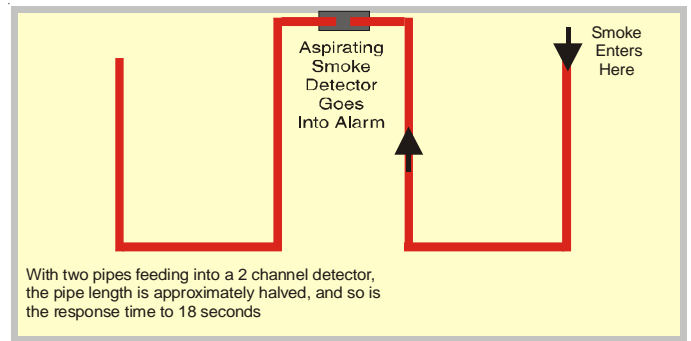 Aspirating
Smoke
Detector
Goes
Into Alarm
Smoke
Enters
Here
With two pipes feeding into a 2 channel detector,
the pipe length is approximately halved, and so is
the response time to 18 seconds